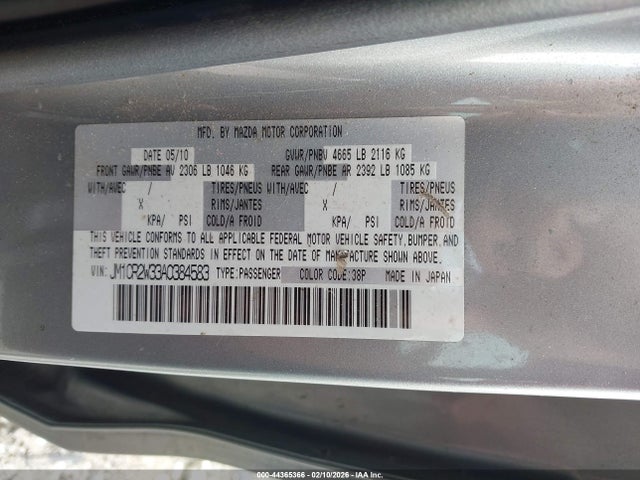 MFD. BY MAZDA MOTOR CORPORATION
DATE 05/10 GVWR/PNBV 4665 LB 2116 KG
FRONT GAWR/PNBE AV 2306 LB 1046 KG REAR GAWR/PNBE AR 2392 LB 1085 KG
WITH/AVEC / TIRES/PNEUS WITH/AVEC / TIRES/PNEUS
X RIMS/JANTES X RIMS/JANTES
KPA/ PSI COLD/A FROID KPA/ PSI COLD/A FROID
THIS VEHICLE CONFORMS TO ALL APPLICABLE FEDERAL MOTOR VEHICLE SAFETY, BUMPER, AND
THEFT PREVENTION STANDARDS IN EFFECT ON THE DATE OF MANUFACTURE SHOWN ABOVE.
VIN: JM1CR2W33A0384583 TYPE:PASSENGER COLOR CODE:38P MADE IN JAPAN
000-44365366 - 02/10/2026 - IAA Inc.